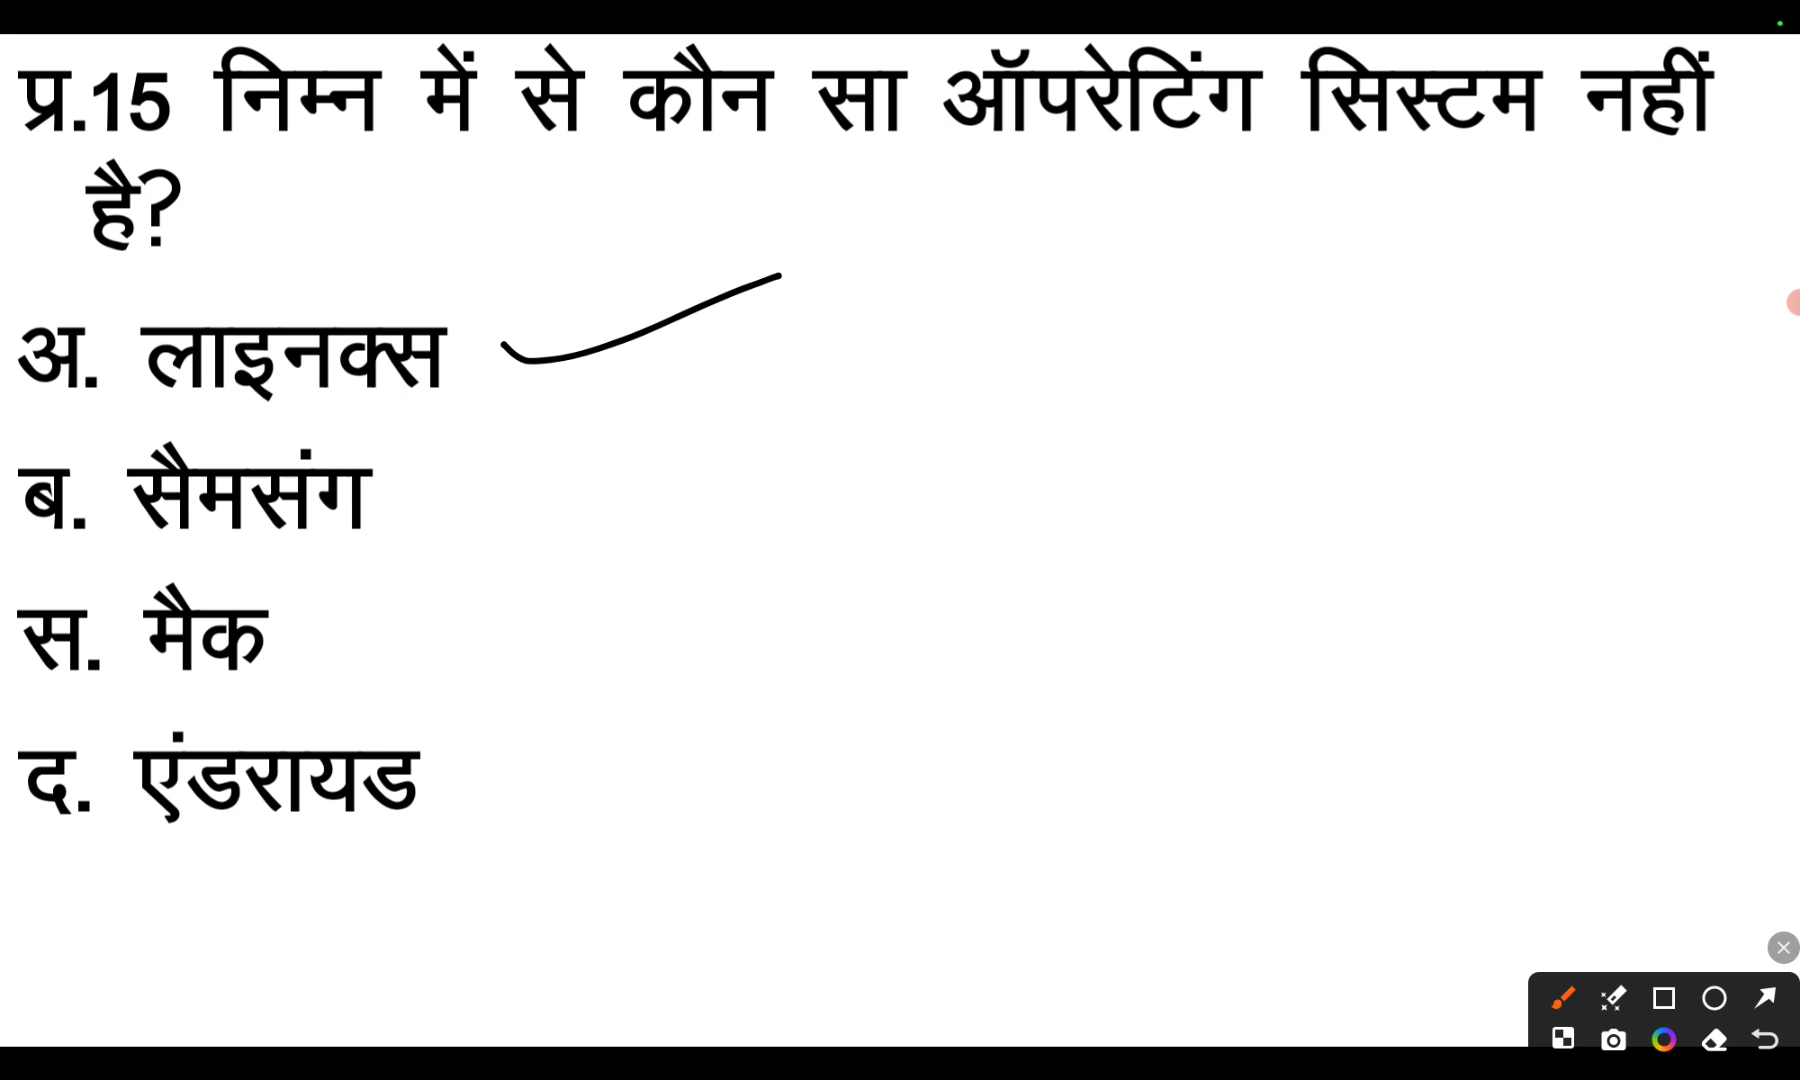 प्र.15 निम्न में से कौन सा ऑपरेटिंग सिस्टम नहीं
है?
अ. लाइनक्स
ब. सैमसंग
स. मैक
द. एंडरायड